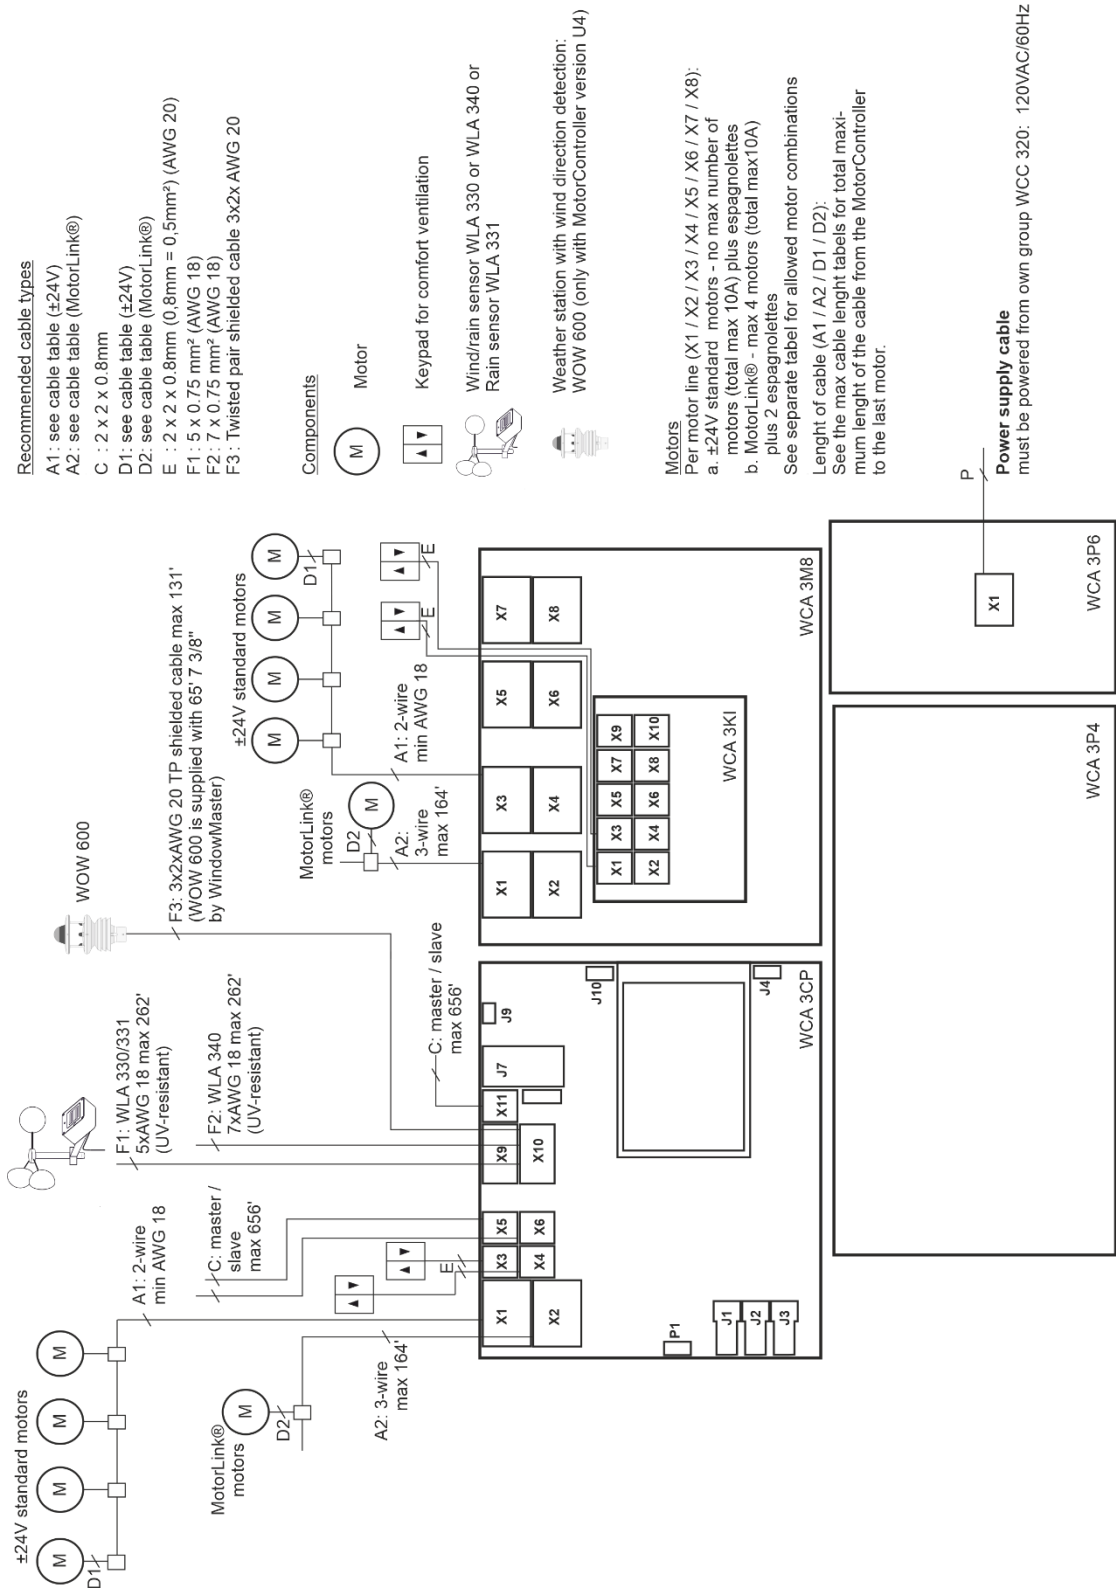 Recommended cable types
A1: see cable table (±24V)
A2: see cable table (MotorLink®)
C : 2 x 2 x 0.8mm
D1: see cable table (±24V)
D2: see cable table (MotorLink®)
E : 2 x 2 x 0.8mm (0,8mm = 0,5mm²) (AWG 20)
F1: 5 x 0.75 mm² (AWG 18)
F2: 7 x 0.75 mm² (AWG 18)
F3: Twisted pair shielded cable 3x2x AWG 20
Components
M
Motor
Keypad for comfort ventilation
Wind/rain sensor WLA 330 or WLA 340 or
Rain sensor WLA 331
Weather station with wind direction detection:
WOW 600 (only with MotorController version U4)
Motors
Per motor line (X1 / X2 / X3 / X4 / X5 / X6 / X7 / X8):
a. ±24V standard motors - no max number of
motors (total max 10A) plus espagnolettes
b. MotorLink® - max 4 motors (total max10A)
plus 2 espagnolettes
See separate tabel for allowed motor combinations
Lenght of cable (A1 / A2 / D1 / D2):
See the max cable lenght tabels for total maxi-
mum lenght of the cable from the MotorController
to the last motor.
Power supply cable
must be powered from own group WCC 320: 120VAC/60Hz
±24V standard motors
M
M
M
M
D1
A1: 2-wire
min AWG 18
MotorLink®
motors
M
D2
A2: 3-wire
max 164'
C: master /
slave
max 656'
E
F1: WLA 330/331
5xAWG 18 max 262'
(UV-resistant)
F2: WLA 340
7xAWG 18 max 262'
(UV-resistant)
WOW 600
F3: 3x2xAWG 20 TP shielded cable max 131'
(WOW 600 is supplied with 65' 7 3/8"
by WindowMaster)
C: master / slave
max 656'
X1
X2
X3
X4
X5
X6
X9
X10
X11
J7
J9
J10
J4
P1
J1
J2
J3
WCA 3CP
MotorLink®
motors
M
D2
A2:
3-wire
max 164'
±24V standard motors
M
M
M
M
D1
A1: 2-wire
min AWG 18
E
E
X1
X2
X3
X4
X5
X6
X7
X8
WCA 3M8
X1
X2
X3
X4
X5
X6
X7
X8
X9
X10
WCA 3KI
WCA 3P4
X1
P
WCA 3P6